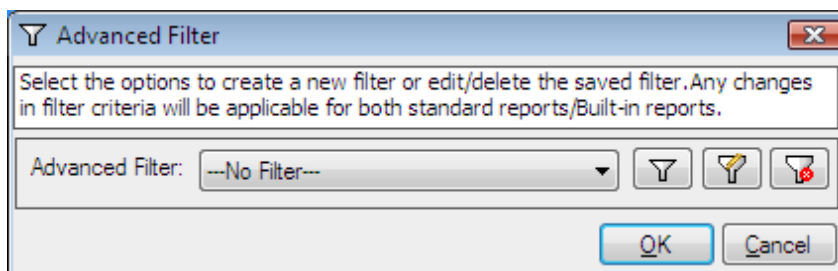 Advanced Filter
Select the options to create a new filter or edit/delete the saved filter.Any changes
in filter criteria will be applicable for both standard reports/Built-in reports.
Advanced Filter: ---No Filter---
OK Cancel